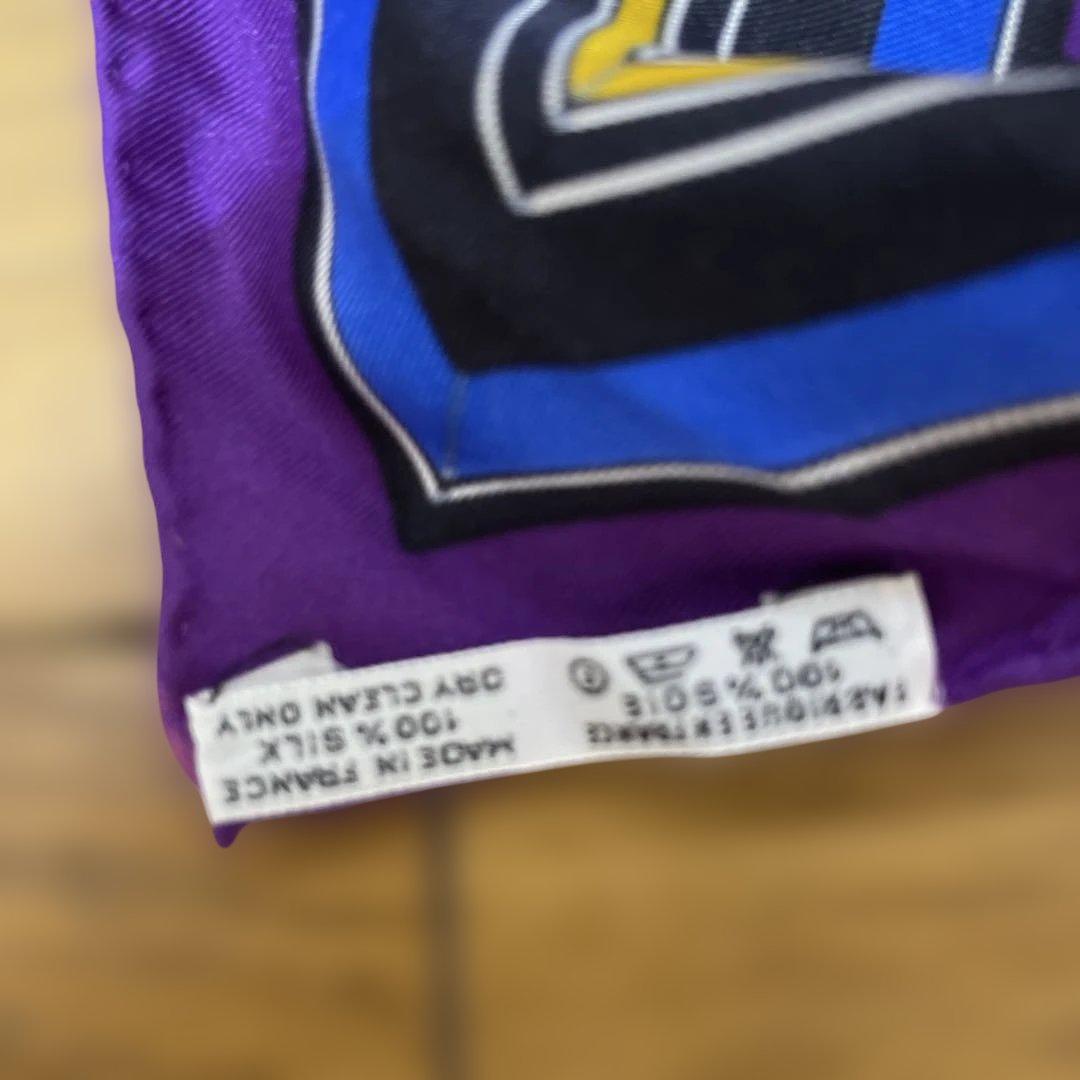 MADE IN FRANCE
100% SILK
DRY CLEAN ONLY
FABRIQUE EN FRANCE
100% SOIE